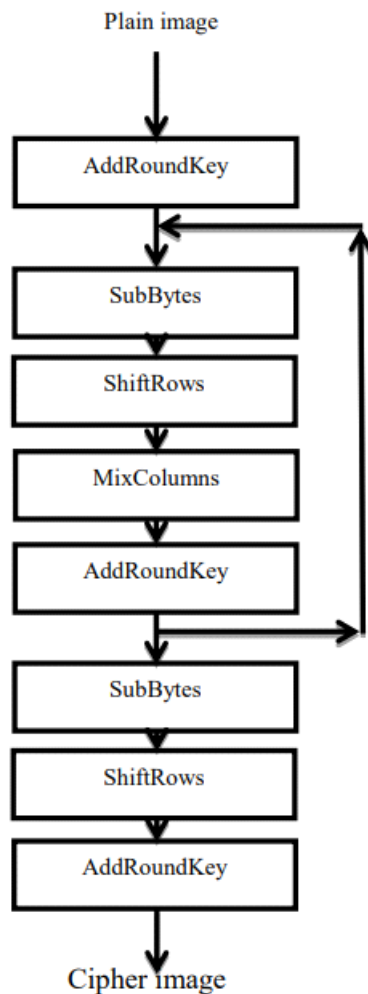 Plain image
AddRoundKey
SubBytes
ShiftRows
MixColumns
AddRoundKey
SubBytes
ShiftRows
AddRoundKey
Cipher image